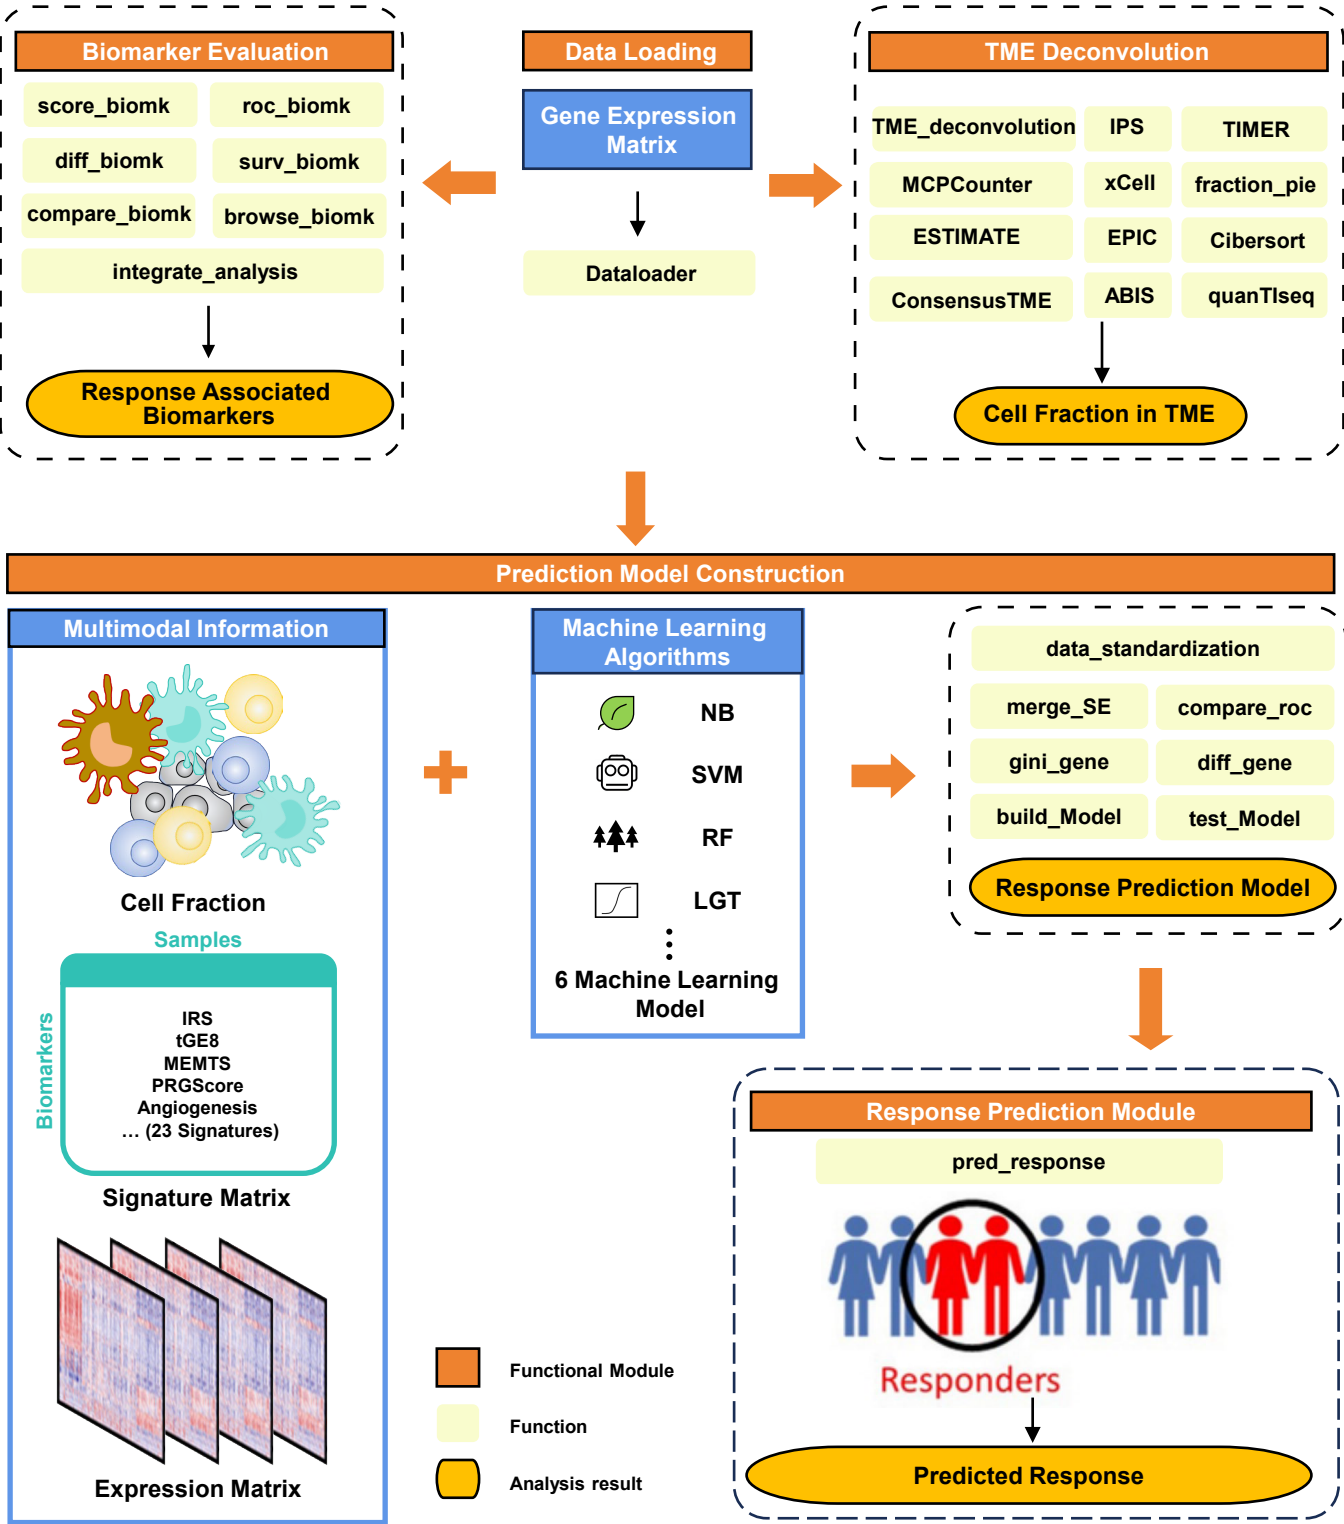 Biomarker Evaluation
score_biomk
roc_biomk
diff_biomk
surv_biomk
compare_biomk
browse_biomk
integrate_analysis
Response Associated
Biomarkers
Data Loading
Gene Expression
Matrix
Dataloader
TME Deconvolution
TME_deconvolution
IPS
TIMER
MCPCounter
xCell
fraction_pie
ESTIMATE
EPIC
Cibersort
ConsensusTME
ABIS
quanTIseq
Cell Fraction in TME
Prediction Model Construction
Multimodal Information
Cell Fraction
Samples
Biomarkers
IRS
tGE8
MEMTS
PRGScore
Angiogenesis
... (23 Signatures)
Signature Matrix
Expression Matrix
Machine Learning
Algorithms
NB
SVM
RF
LGT
6 Machine Learning
Model
data_standardization
merge_SE
compare_roc
gini_gene
diff_gene
build_Model
test_Model
Response Prediction Model
Response Prediction Module
pred_response
Responders
Predicted Response
Functional Module
Function
Analysis result